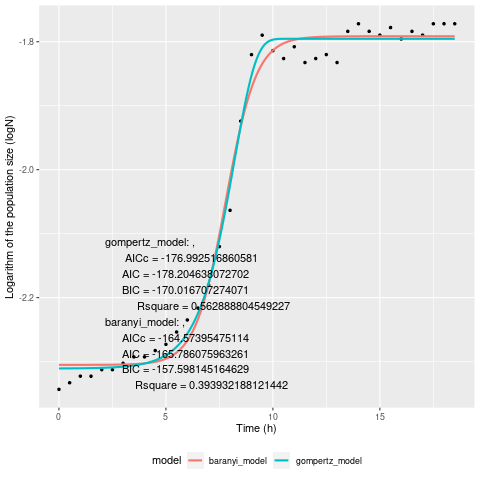 -1.8
-2.0
-2.2
Logarithm of the population size (logN)
gompertz_model: ,
AICc = -176.992516860581
AIC = -178.204638072702
BIC = -170.016707274071
Rsquare = 0.562888804549227
baranyi_model: ,
AICc = -164.57395475114
AIC = -165.786075963261
BIC = -157.598145164629
Rsquare = 0.393932188121442
0 5 10 15
Time (h)
model baranyi_model gompertz_model